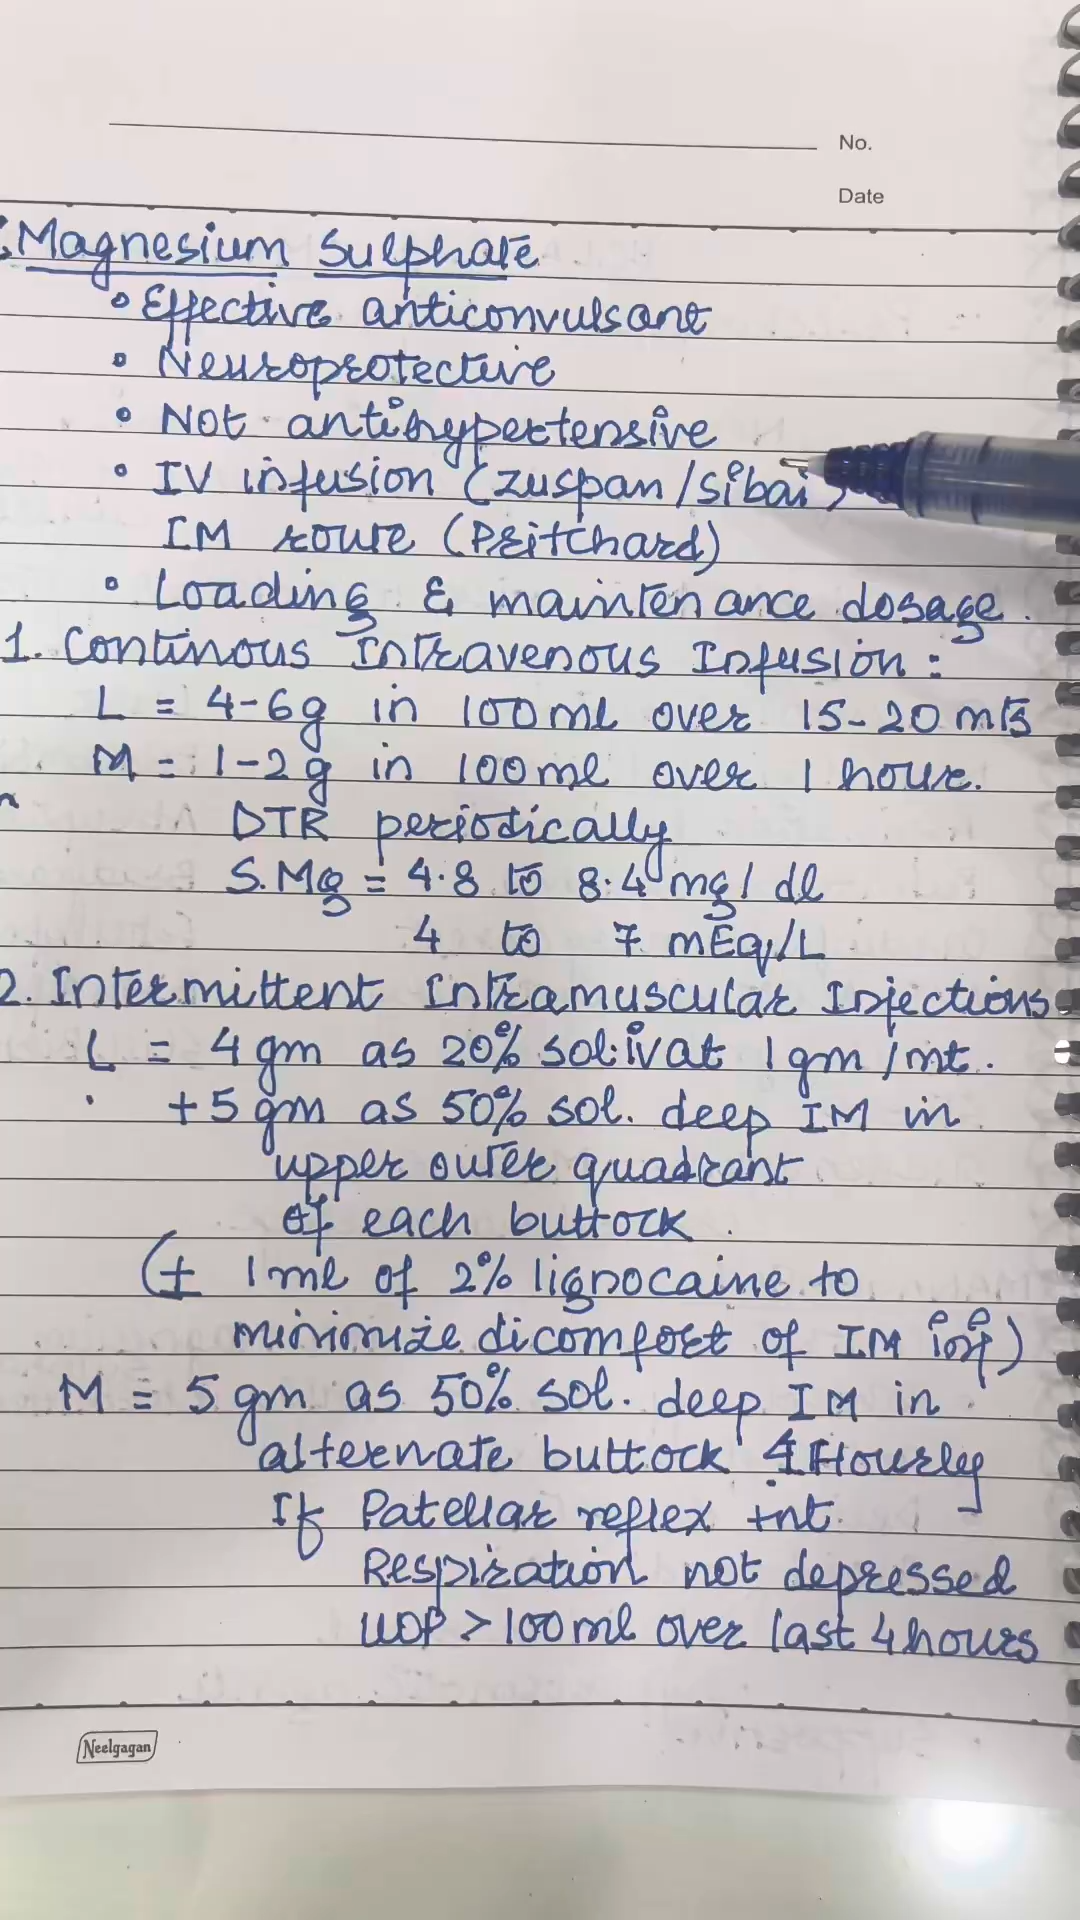 No.
Date
Magnesium Sulphate
Effective anticonvulsant
Neuroprotective
Not antihypertensive
IV infusion (zuspan/sibai)
IM route (Pritchard)
Loading & maintenance dosage.
1. Continous Intravenous Infusion:
L = 4-6g in 100ml over 15-20 mts
M = 1-2g in 100ml over 1 hour.
DTR periodically
S.Mg = 4.8 to 8.4 mg/dl
4 to 7 mEq/L
2. Intermittent Intramuscular Injections
L = 4gm as 20% sol. iv at 1gm/mt.
+5 gm as 50% sol. deep IM in
upper outer quadrant
of each buttock.
(± 1ml of 2% lignocaine to
minimize dicomfort of IM inj)
M = 5 gm as 50% sol. deep IM in
alternate buttock 4 Hourly
If Patellar reflex +nt.
Respiration not depressed
UOP > 100ml over last 4 hours
Neelgagan